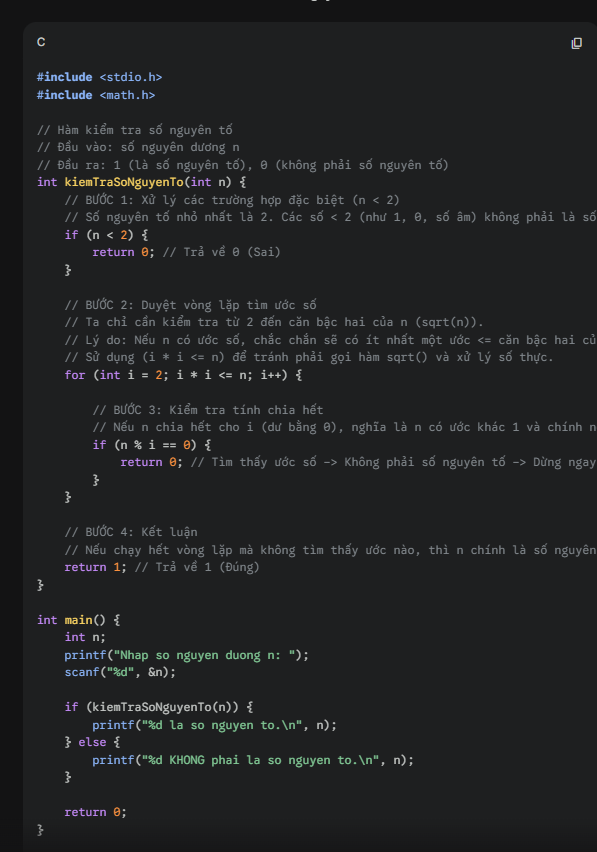 C
#include <stdio.h>
#include <math.h>
// Hàm kiểm tra số nguyên tố
// Đầu vào: số nguyên dương n
// Đầu ra: 1 (là số nguyên tố), 0 (không phải số nguyên tố)
int kiemTraSoNguyenTo(int n) {
// BƯỚC 1: Xử lý các trường hợp đặc biệt (n < 2)
// Số nguyên tố nhỏ nhất là 2. Các số < 2 (như 1, 0, số âm) không phải là số
if (n < 2) {
return 0; // Trả về 0 (Sai)
}
// BƯỚC 2: Duyệt vòng lặp tìm ước số
// Ta chỉ cần kiểm tra từ 2 đến căn bậc hai của n (sqrt(n)).
// Lý do: Nếu n có ước số, chắc chắn sẽ có ít nhất một ước <= căn bậc hai củ
// Sử dụng (i * i <= n) để tránh phải gọi hàm sqrt() và xử lý số thực.
for (int i = 2; i * i <= n; i++) {
// BƯỚC 3: Kiểm tra tính chia hết
// Nếu n chia hết cho i (dư bằng 0), nghĩa là n có ước khác 1 và chính n
if (n % i == 0) {
return 0; // Tìm thấy ước số -> Không phải số nguyên tố -> Dừng ngay
}
}
// BƯỚC 4: Kết luận
// Nếu chạy hết vòng lặp mà không tìm thấy ước nào, thì n chính là số nguyên
return 1; // Trả về 1 (Đúng)
}
int main() {
int n;
printf("Nhap so nguyen duong n: ");
scanf("%d", &n);
if (kiemTraSoNguyenTo(n)) {
printf("%d la so nguyen to.\n", n);
} else {
printf("%d KHONG phai la so nguyen to.\n", n);
}
return 0;
}